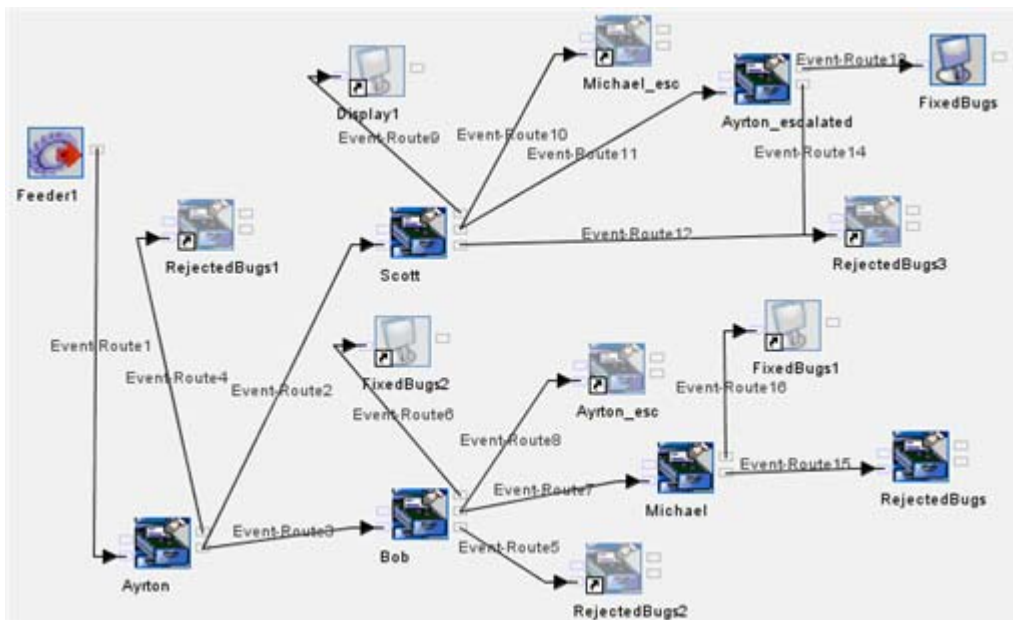 Event-Route13
FixedBugs
Michael_esc
Display1
Ayrton_escalated
Event-Route9
Event-Route10
Event-Route11
Event-Route14
Feeder1
RejectedBugs1
Scott
Event-Route12
RejectedBugs3
Event-Route1
Event-Route4
Event-Route2
FixedBugs2
FixedBugs1
Event-Route6
Ayrton_esc
Event-Route16
Event-Route8
Event-Route7
Event-Route15
Michael
RejectedBugs
Event-Route3
Event-Route5
Ayrton
Bob
RejectedBugs2